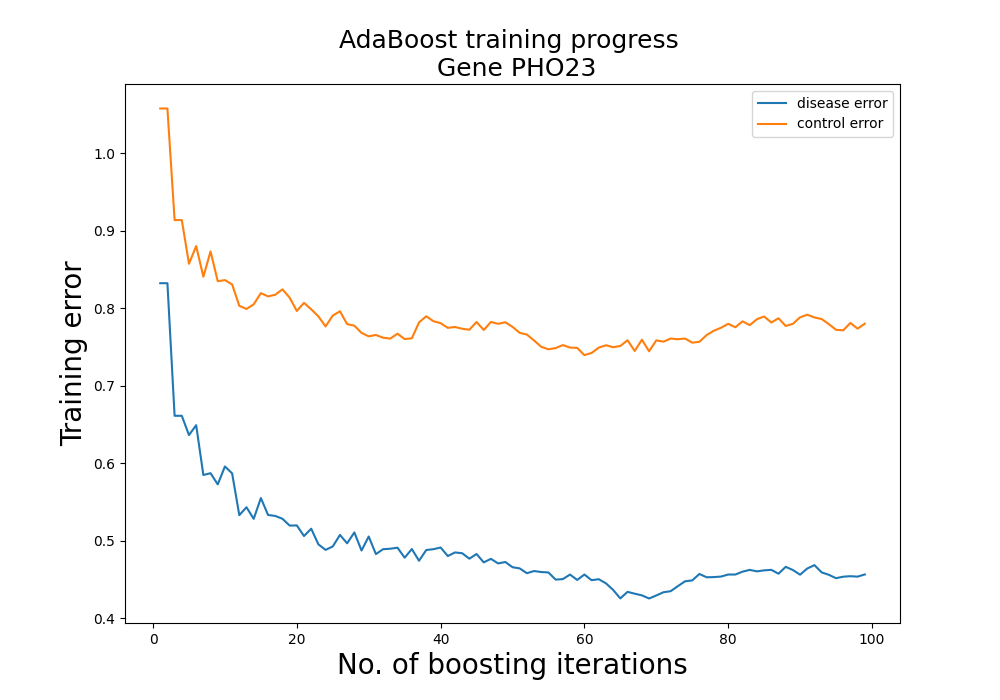 AdaBoost training progress
Gene PHO23
disease error
control error
Training error
1.0
0.9
0.8
0.7
0.6
0.5
0.4
0 20 40 60 80 100
No. of boosting iterations